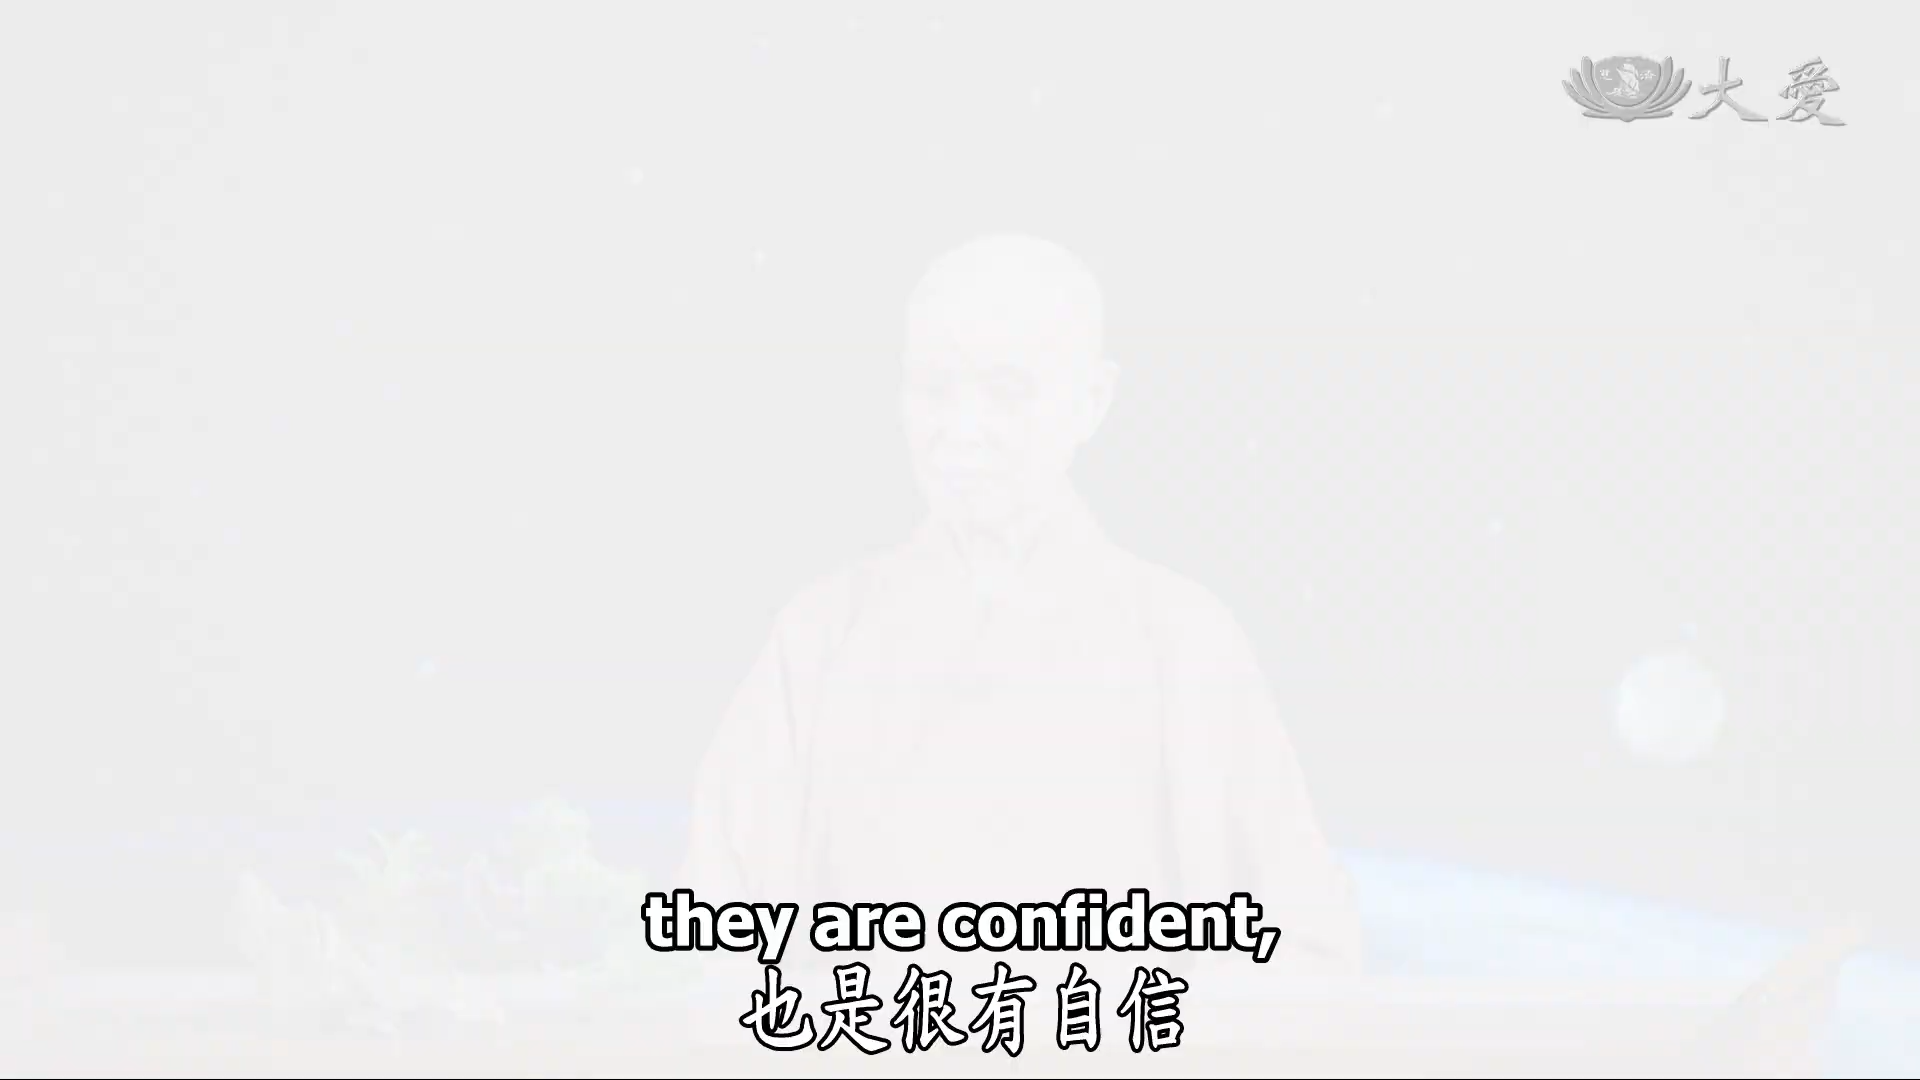 大愛
they are confident,
也是很有自信